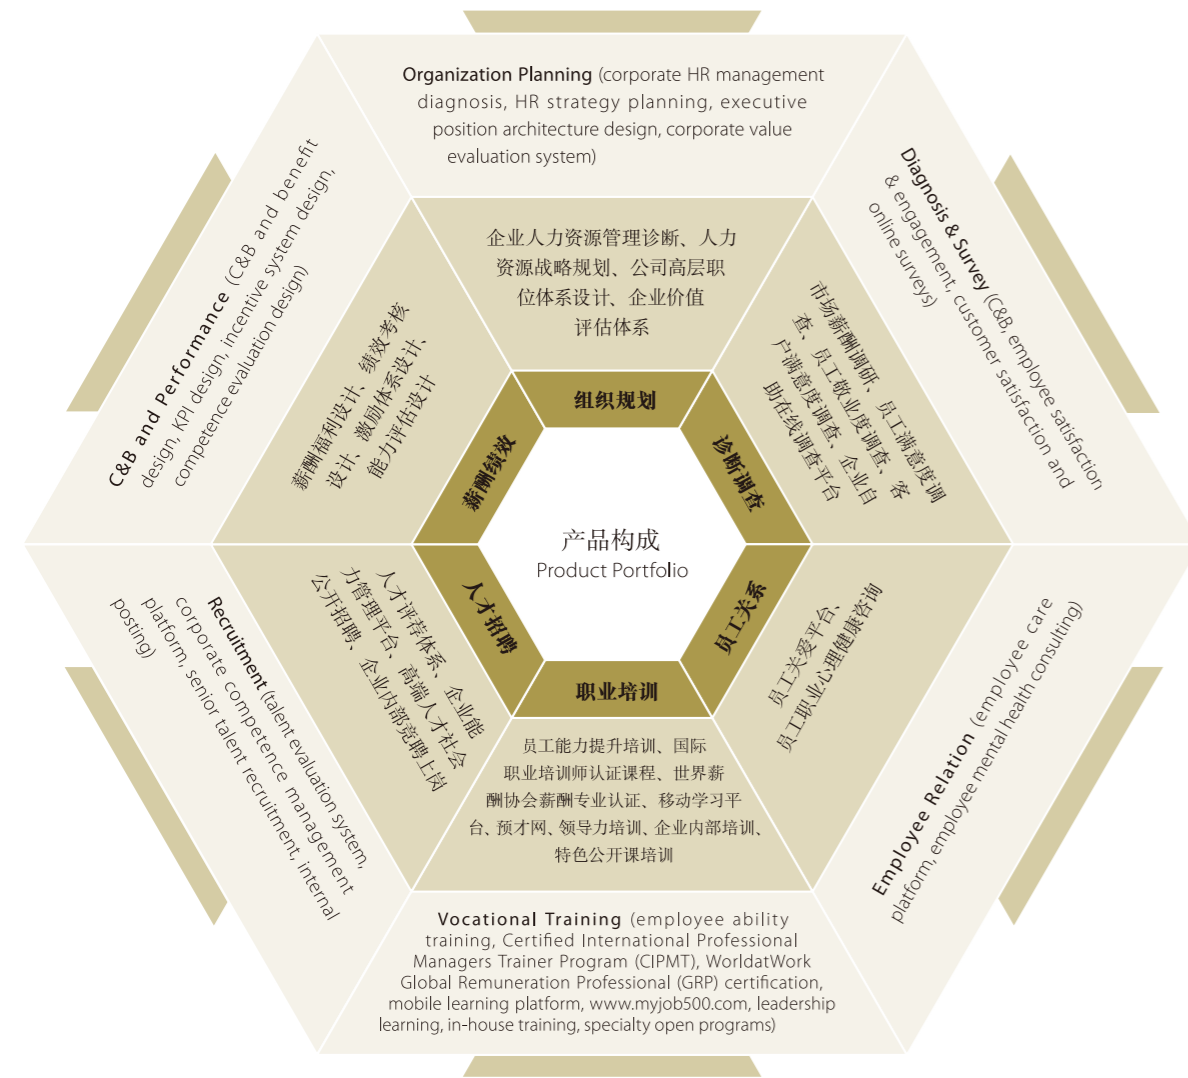 Organization Planning (corporate HR management
diagnosis, HR strategy planning, executive
position architecture design, corporate value
evaluation system)
企业人力资源管理诊断、人力
资源战略规划、公司高层职
位体系设计、企业价值
评估体系
组织规划
Diagnosis & Survey (C&B, employee satisfaction
& engagement, customer satisfaction and
online surveys)
市场薪酬调研、员工满意度调
查、员工敬业度调查、客
户满意度调查、企业自
助在线调查平台
诊断调查
Employee Relation (employee care
platform, employee mental health consulting)
员工关爱平台、
员工职业心理健康咨询
员工关系
职业培训
员工能力提升培训、国际
职业培训师认证课程、世界薪
酬协会薪酬专业认证、移动学习平
台、预才网、领导力培训、企业内部培训、
特色公开课培训
Vocational Training (employee ability
training, Certified International Professional
Managers Trainer Program (CIPMT), WorldatWork
Global Remuneration Professional (GRP) certification,
mobile learning platform, www.myjob500.com, leadership
learning, in-house training, specialty open programs)
人才招聘
人才评荐体系、企业能
力管理平台、高端人才社会
公开招聘、企业内部竞聘上岗
Recruitment (talent evaluation system,
corporate competence management
platform, senior talent recruitment, internal
posting)
C&B and Performance (C&B and benefit
design, KPI design, incentive system design,
competence evaluation design)
薪酬福利设计、绩效考核
设计、激励体系设计、
能力评估设计
薪酬绩效
产品构成
Product Portfolio